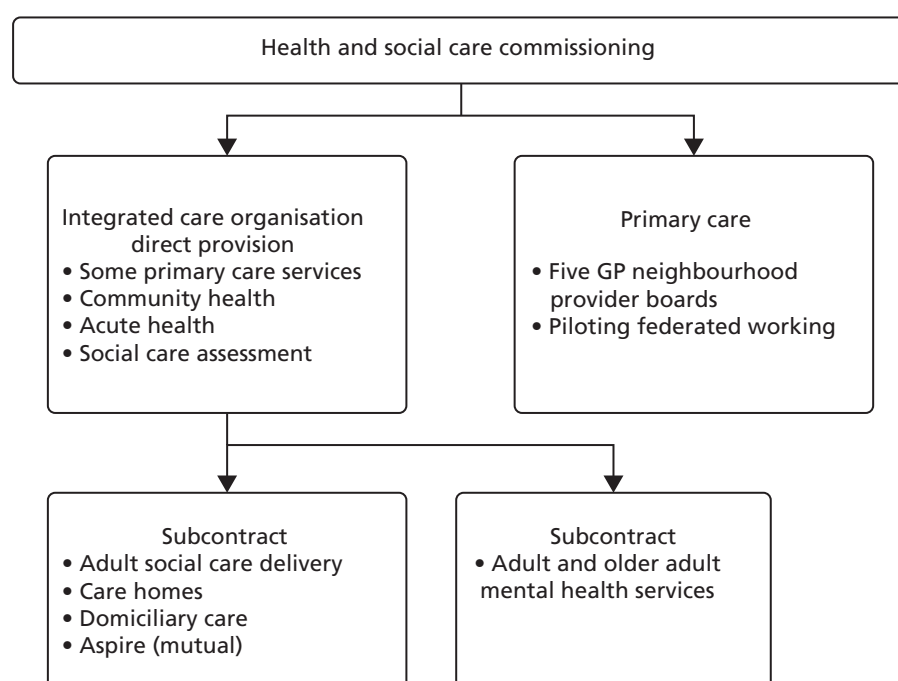 Health and social care commissioning
Integrated care organisation
direct provision
• Some primary care services
• Community health
• Acute health
• Social care assessment
Primary care
• Five GP neighbourhood
provider boards
• Piloting federated working
Subcontract
• Adult social care delivery
• Care homes
• Domiciliary care
• Aspire (mutual)
Subcontract
• Adult and older adult
mental health services